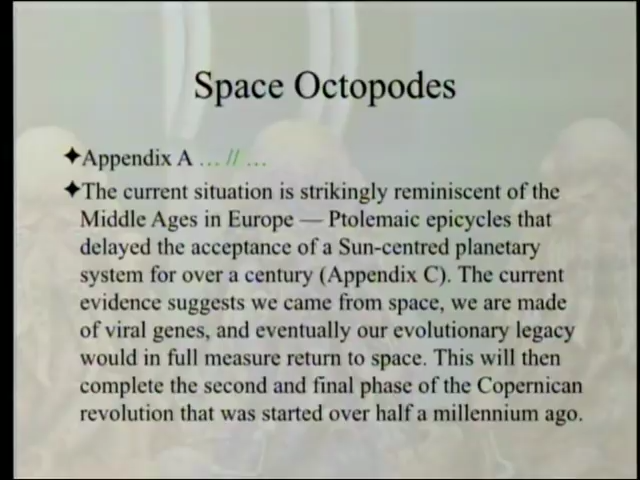 Space Octopodes
✦Appendix A … // …
✦The current situation is strikingly reminiscent of the
Middle Ages in Europe — Ptolemaic epicycles that
delayed the acceptance of a Sun-centred planetary
system for over a century (Appendix C). The current
evidence suggests we came from space, we are made
of viral genes, and eventually our evolutionary legacy
would in full measure return to space. This will then
complete the second and final phase of the Copernican
revolution that was started over half a millennium ago.